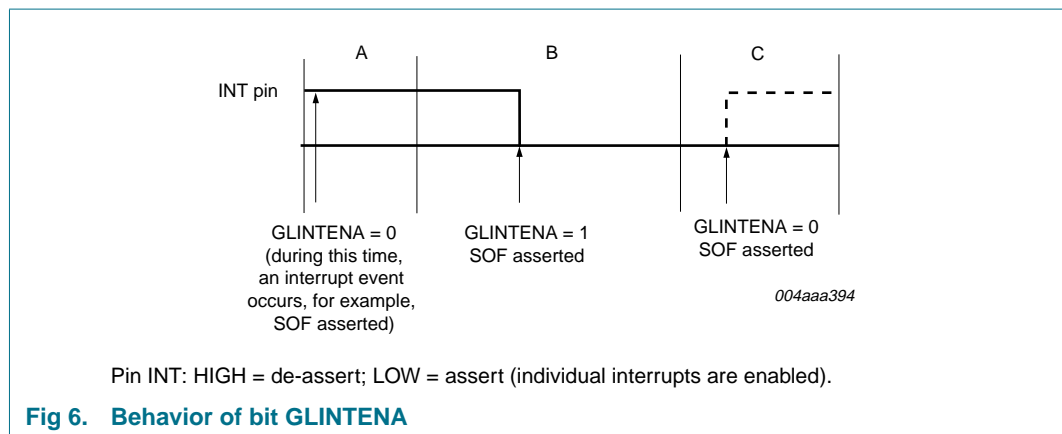 A B C
INT pin
GLINTENA = 0
(during this time,
an interrupt event
occurs, for example,
SOF asserted)
GLINTENA = 1
SOF asserted
GLINTENA = 0
SOF asserted
004aaa394
Pin INT: HIGH = de-assert; LOW = assert (individual interrupts are enabled).
Fig 6. Behavior of bit GLINTENA